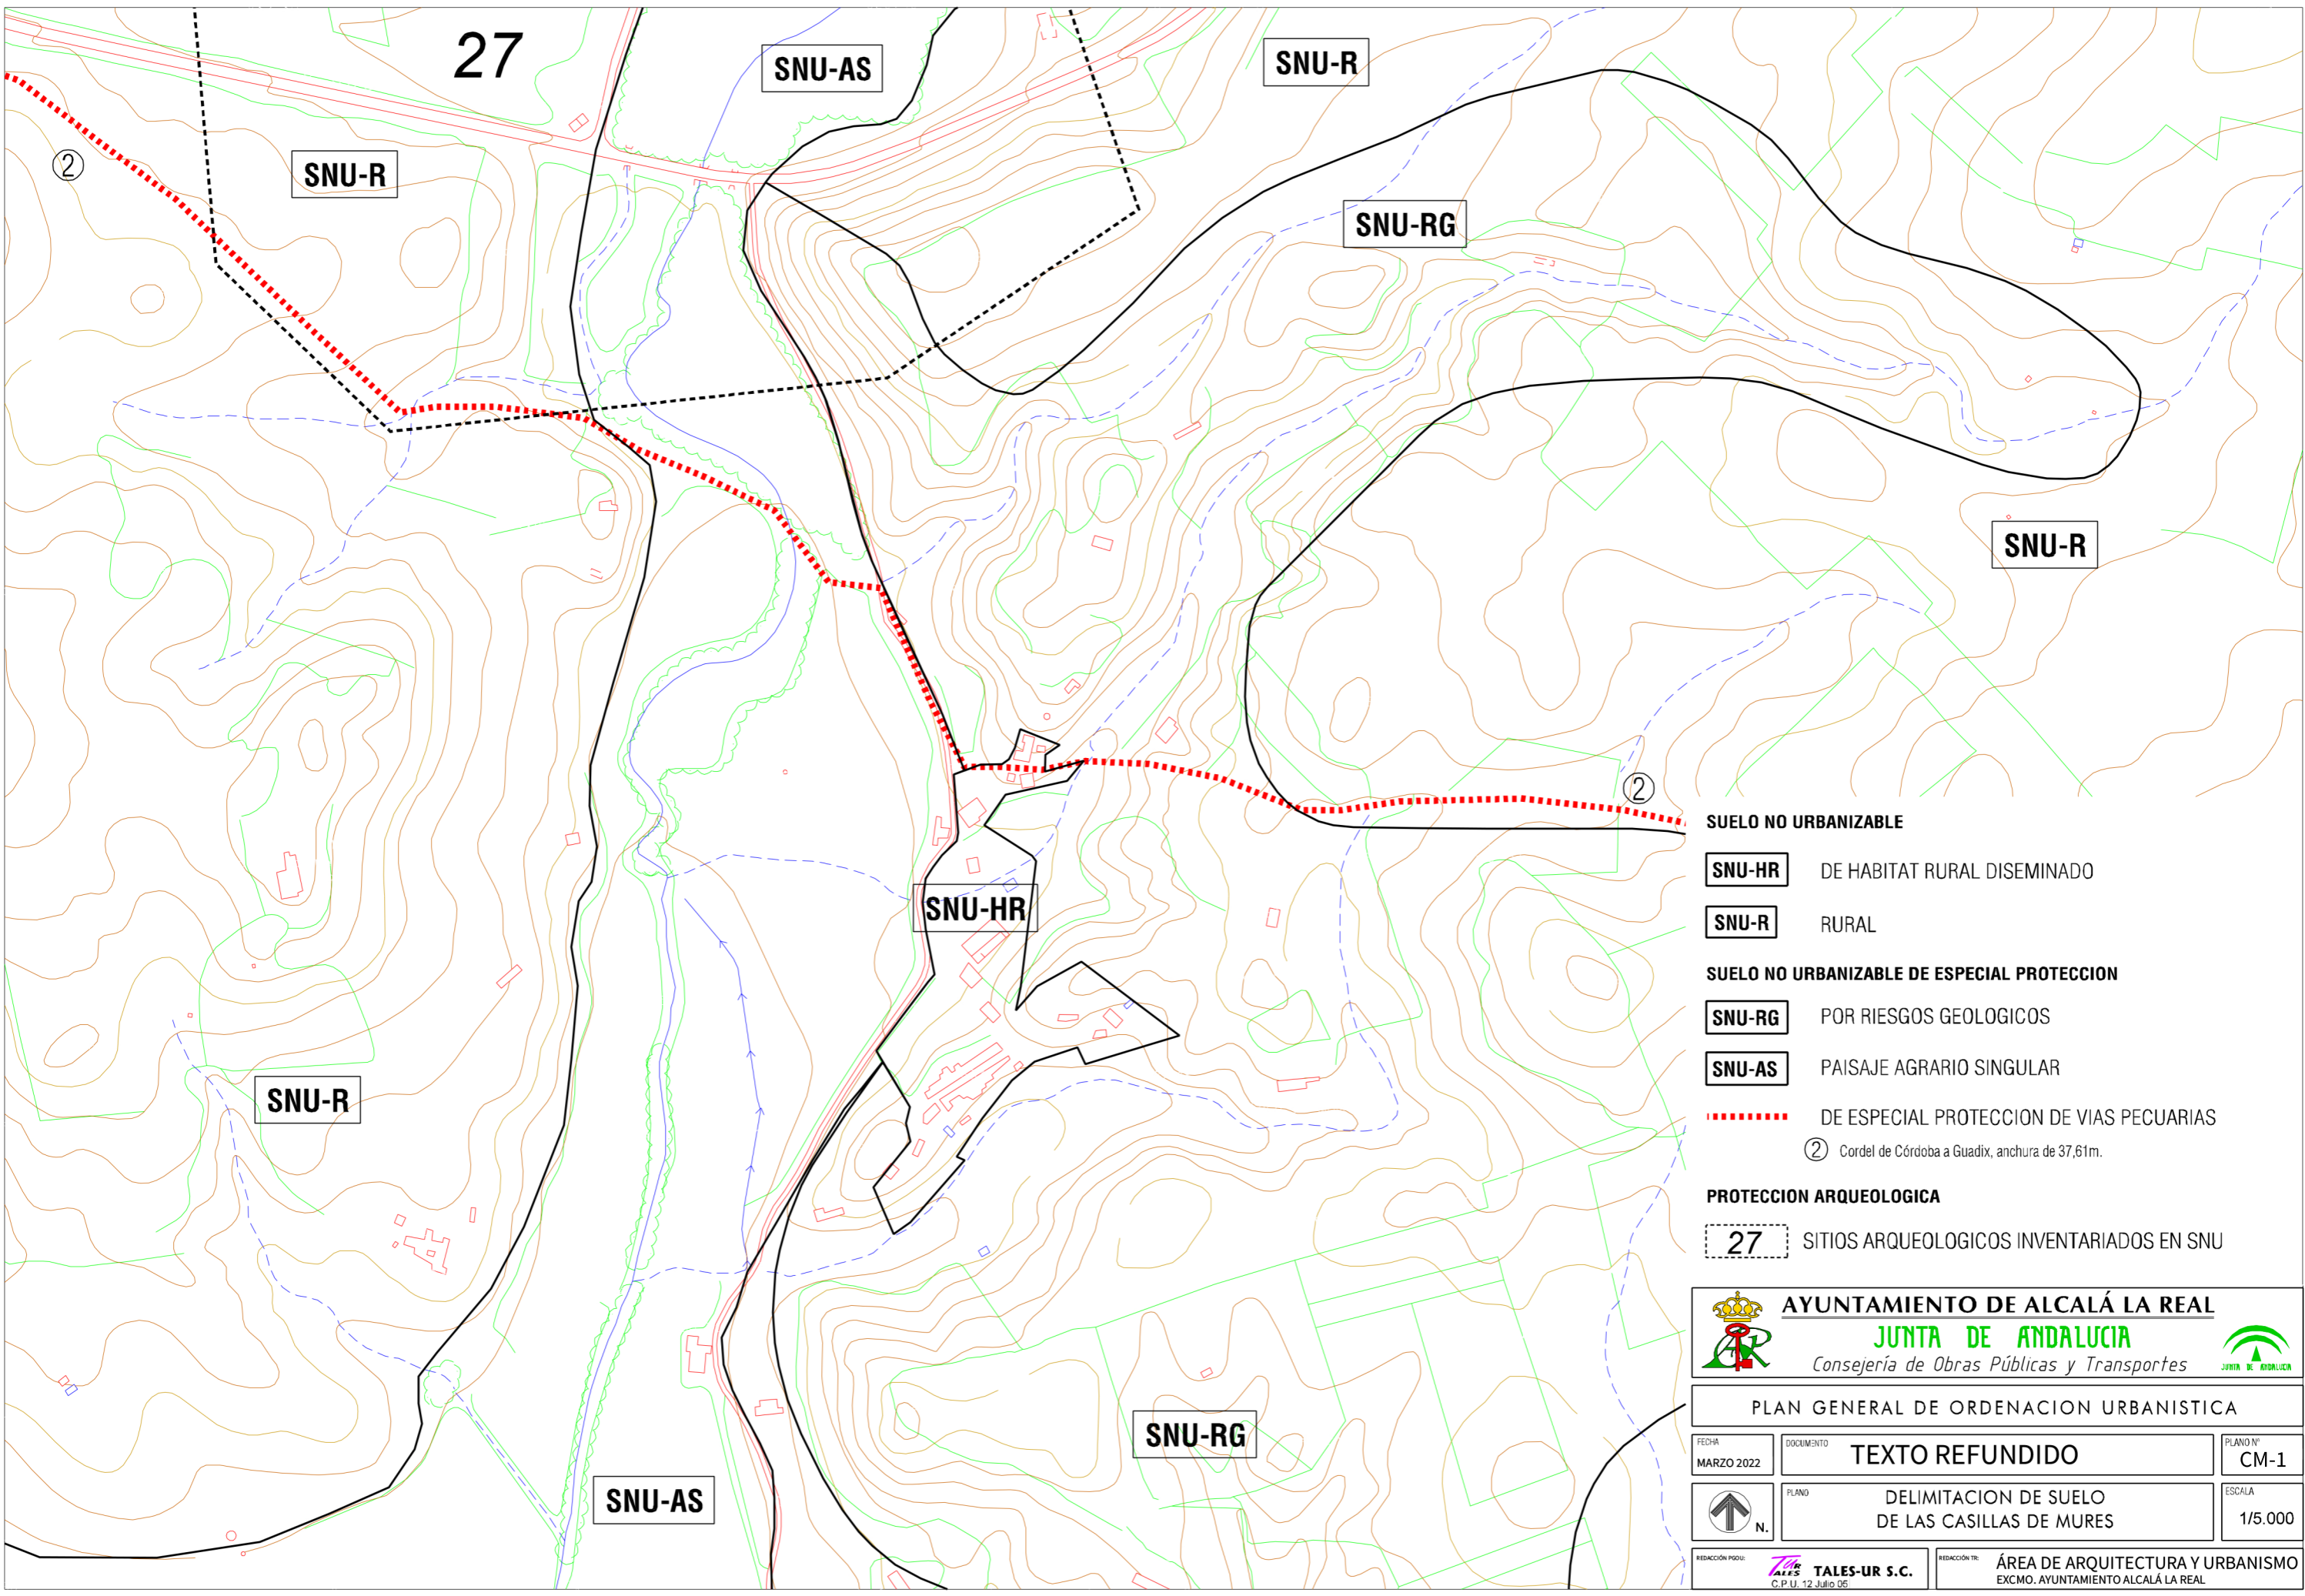 27
SNU-AS
SNU-R
2
SNU-R
SNU-RG
SNU-R
2
SNU-HR
SNU-R
SNU-RG
SNU-AS
SUELO NO URBANIZABLE
SNU-HR DE HABITAT RURAL DISEMINADO
SNU-R RURAL
SUELO NO URBANIZABLE DE ESPECIAL PROTECCION
SNU-RG POR RIESGOS GEOLOGICOS
SNU-AS PAISAJE AGRARIO SINGULAR
DE ESPECIAL PROTECCION DE VIAS PECUARIAS
2 Cordel de Córdoba a Guadix, anchura de 37,61m.
PROTECCION ARQUEOLOGICA
27 SITIOS ARQUEOLOGICOS INVENTARIADOS EN SNU
AYUNTAMIENTO DE ALCALÁ LA REAL
JUNTA DE ANDALUCIA
Consejería de Obras Públicas y Transportes
JUNTA DE ANDALUCIA
PLAN GENERAL DE ORDENACION URBANISTICA
FECHA
MARZO 2022
DOCUMENTO
TEXTO REFUNDIDO
PLANO Nº
CM-1
N.
PLANO
DELIMITACION DE SUELO
DE LAS CASILLAS DE MURES
ESCALA
1/5.000
REDACCIÓN PGOU:
TUR
ALES
TALES-UR S.C.
C.P.U. 12 Julio 05
REDACCIÓN TR:
ÁREA DE ARQUITECTURA Y URBANISMO
EXCMO. AYUNTAMIENTO ALCALÁ LA REAL